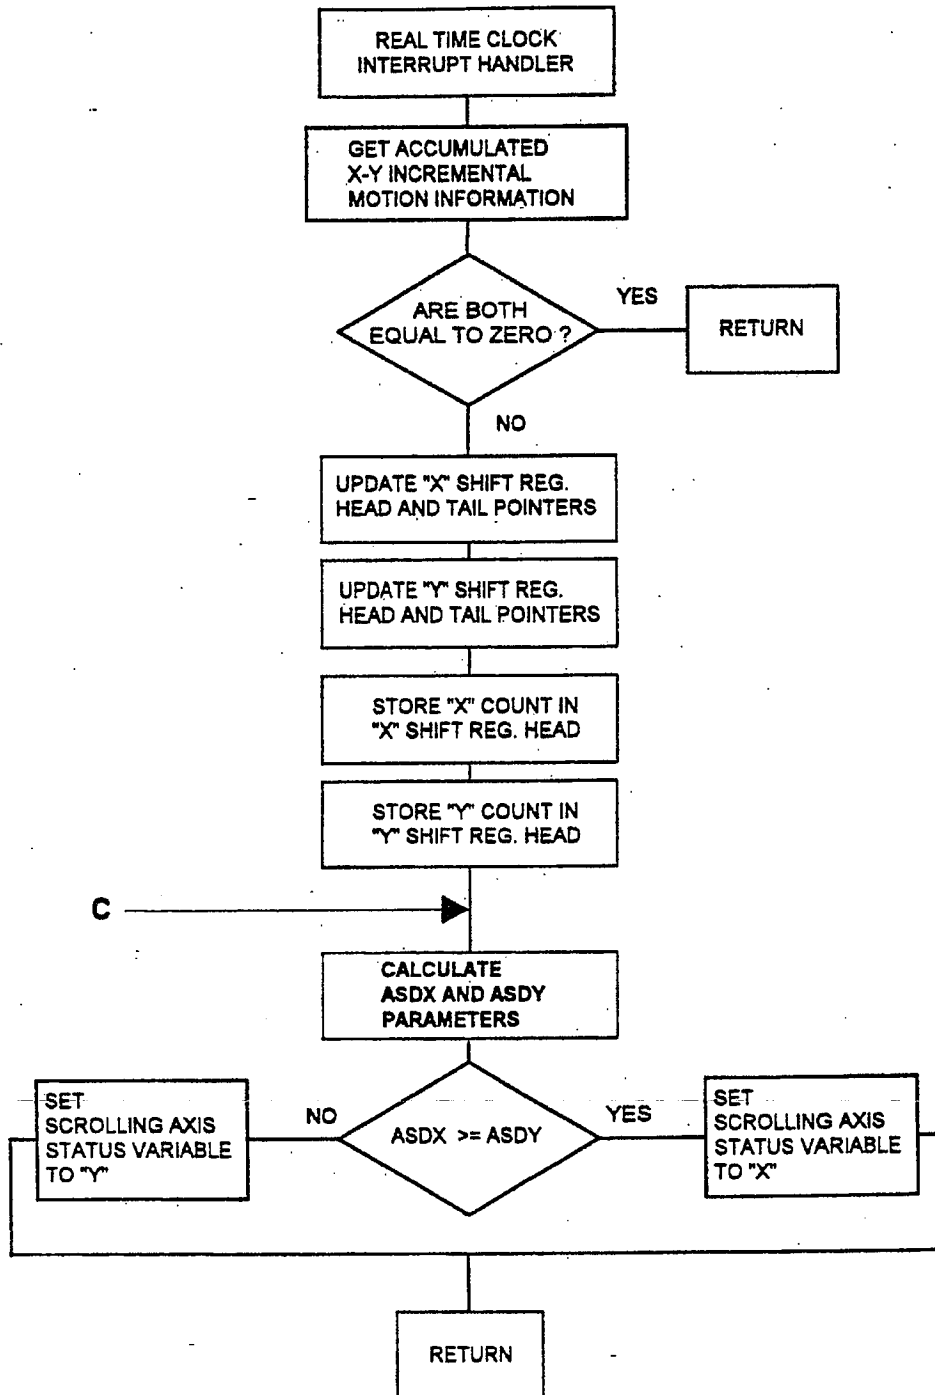 REAL TIME CLOCK
INTERRUPT HANDLER
GET ACCUMULATED
X-Y INCREMENTAL
MOTION INFORMATION
ARE BOTH
EQUAL TO ZERO ?
YES
RETURN
NO
UPDATE "X" SHIFT REG.
HEAD AND TAIL POINTERS
UPDATE "Y" SHIFT REG.
HEAD AND TAIL POINTERS
STORE "X" COUNT IN
"X" SHIFT REG. HEAD
STORE "Y" COUNT IN
"Y" SHIFT REG. HEAD
C
CALCULATE
ASDX AND ASDY
PARAMETERS
SET
SCROLLING AXIS
STATUS VARIABLE
TO "Y"
NO
ASDX >= ASDY
YES
SET
SCROLLING AXIS
STATUS VARIABLE
TO "X"
RETURN